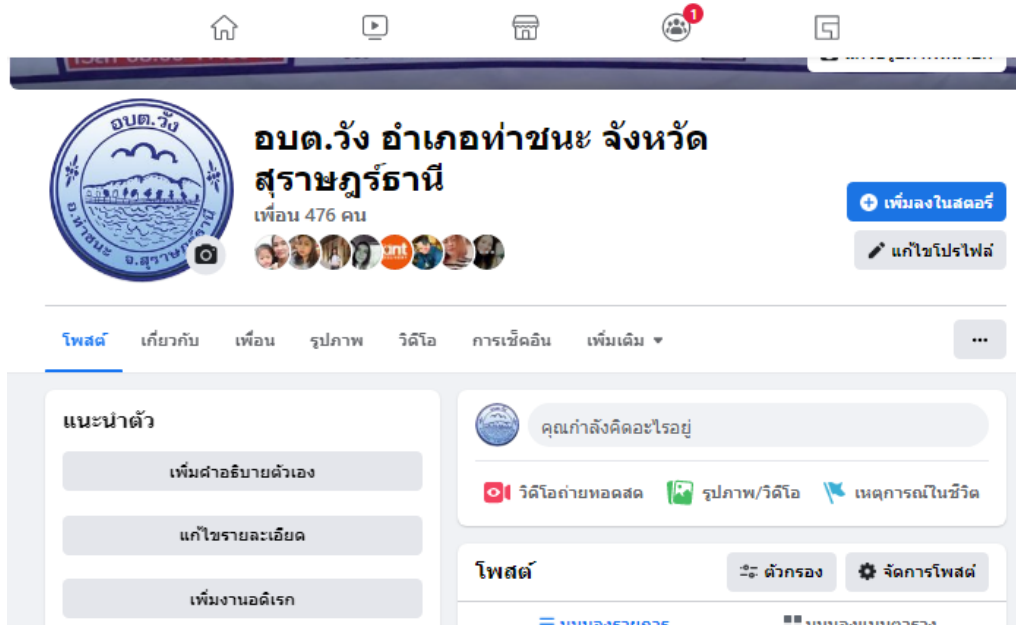 1
อบต.วัง
อ.ท่าชนะ จ.สุราษฎร์ธานี
อบต.วัง อำเภอท่าชนะ จังหวัด
สุราษฎร์ธานี
เพื่อน 476 คน
โพสต์ เกี่ยวกับ เพื่อน รูปภาพ วิดีโอ การเช็คอิน เพิ่มเติม
เพิ่มลงในสตอรี่
แก้ไขโปรไฟล์
แนะนำตัว
เพิ่มคำอธิบายตัวเอง
แก้ไขรายละเอียด
เพิ่มงานอดิเรก
คุณกำลังคิดอะไรอยู่
วิดีโอถ่ายทอดสด รูปภาพ/วิดีโอ เหตุการณ์ในชีวิต
โพสต์ ตัวกรอง จัดการโพสต์